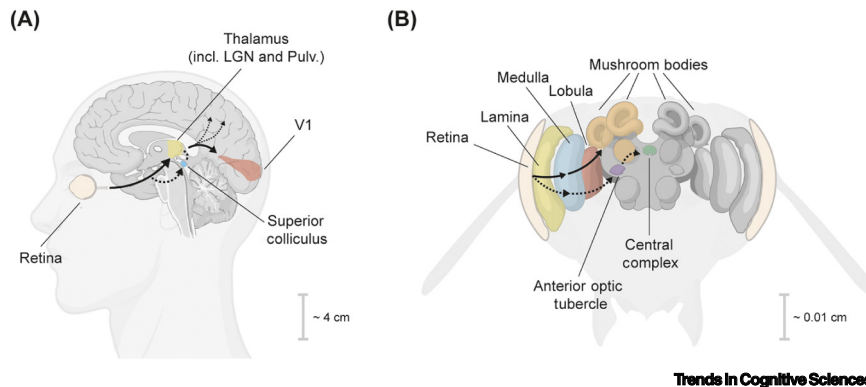 (A)
Thalamus
(incl. LGN and Pulv.)
V1
Superior
colliculus
Retina
~ 4 cm
(B)
Mushroom bodies
Medulla
Lobula
Lamina
Retina
Central
complex
Anterior optic
tubercle
~ 0.01 cm
Trends in Cognitive Sciences